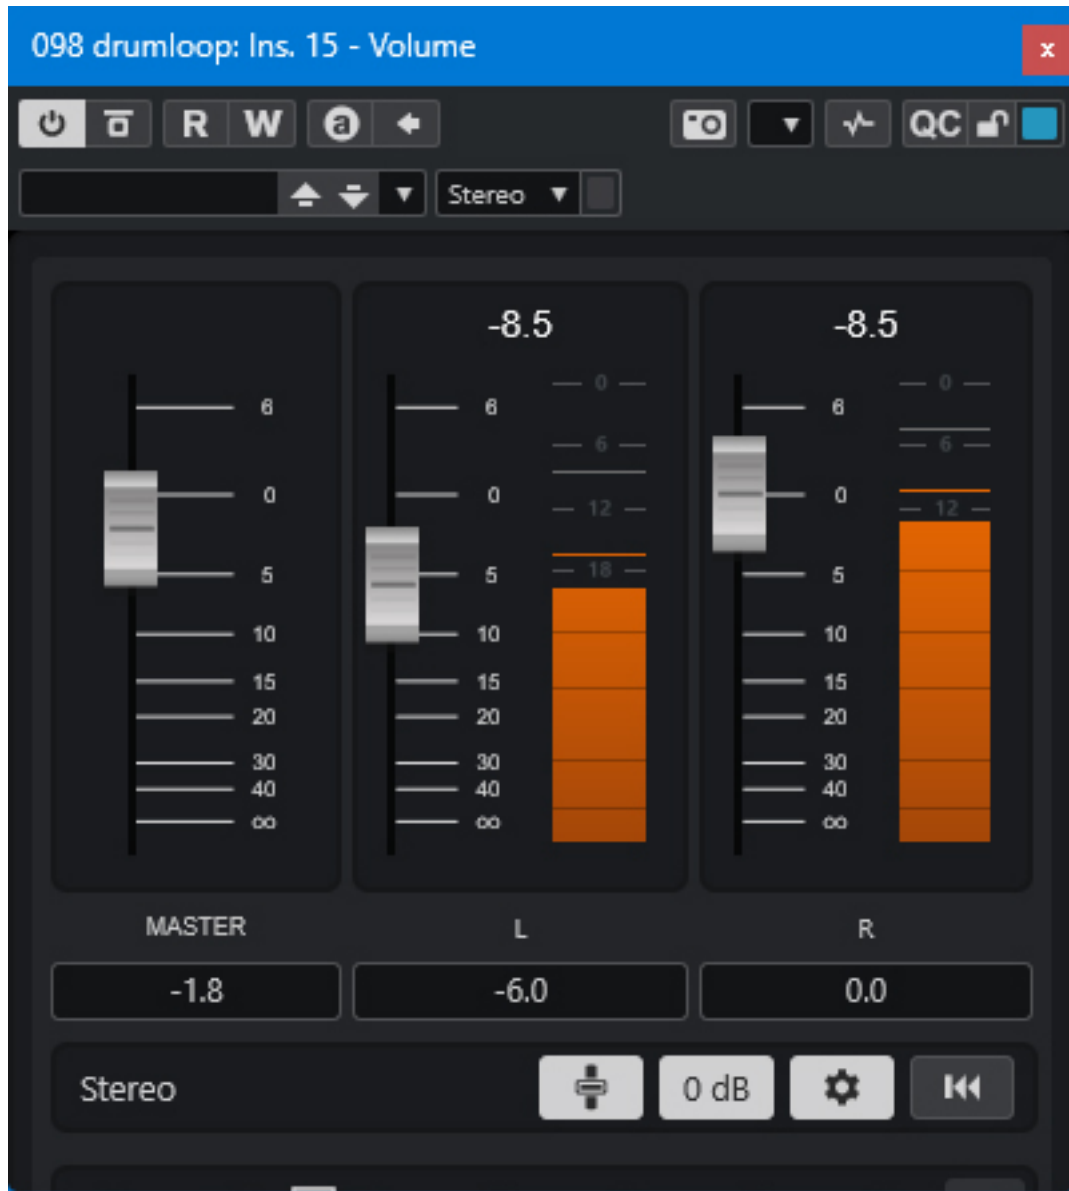 098 drumloop: Ins. 15 - Volume x
R W a QC
Stereo
-8.5 -8.5
6 6 0 6 0
0 0 6 0 6
5 5 12 5 12
10 10 18 10
15 15 15
20 20 20
30 30 30
40 40 40
∞ ∞ ∞
MASTER L R
-1.8 -6.0 0.0
Stereo 0 dB